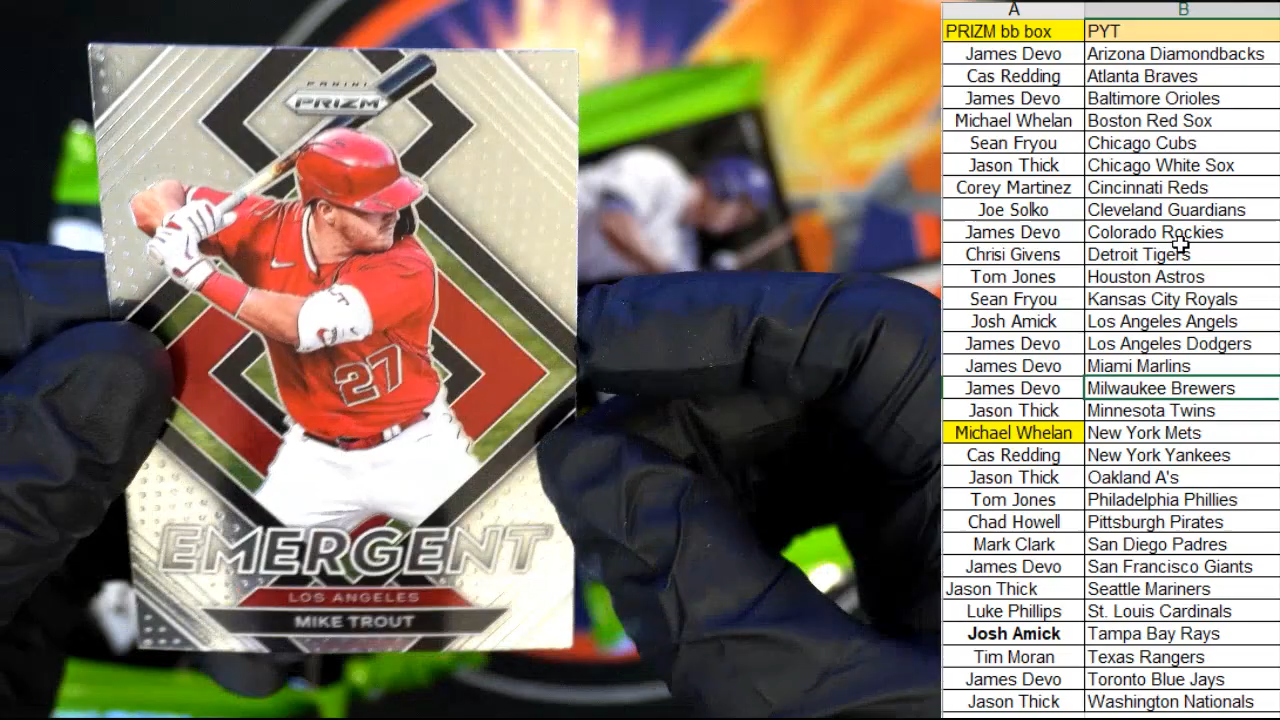 PANINI
PRIZM
27
EMERGENT
LOS ANGELES
MIKE TROUT
A B
PRIZM bb box PYT
James Devo Arizona Diamondbacks
Cas Redding Atlanta Braves
James Devo Baltimore Orioles
Michael Whelan Boston Red Sox
Sean Fryou Chicago Cubs
Jason Thick Chicago White Sox
Corey Martinez Cincinnati Reds
Joe Solko Cleveland Guardians
James Devo Colorado Rockies
Chrisi Givens Detroit Tigers
Tom Jones Houston Astros
Sean Fryou Kansas City Royals
Josh Amick Los Angeles Angels
James Devo Los Angeles Dodgers
James Devo Miami Marlins
James Devo Milwaukee Brewers
Jason Thick Minnesota Twins
Michael Whelan New York Mets
Cas Redding New York Yankees
Jason Thick Oakland A's
Tom Jones Philadelphia Phillies
Chad Howell Pittsburgh Pirates
Mark Clark San Diego Padres
James Devo San Francisco Giants
Jason Thick Seattle Mariners
Luke Phillips St. Louis Cardinals
Josh Amick Tampa Bay Rays
Tim Moran Texas Rangers
James Devo Toronto Blue Jays
Jason Thick Washington Nationals